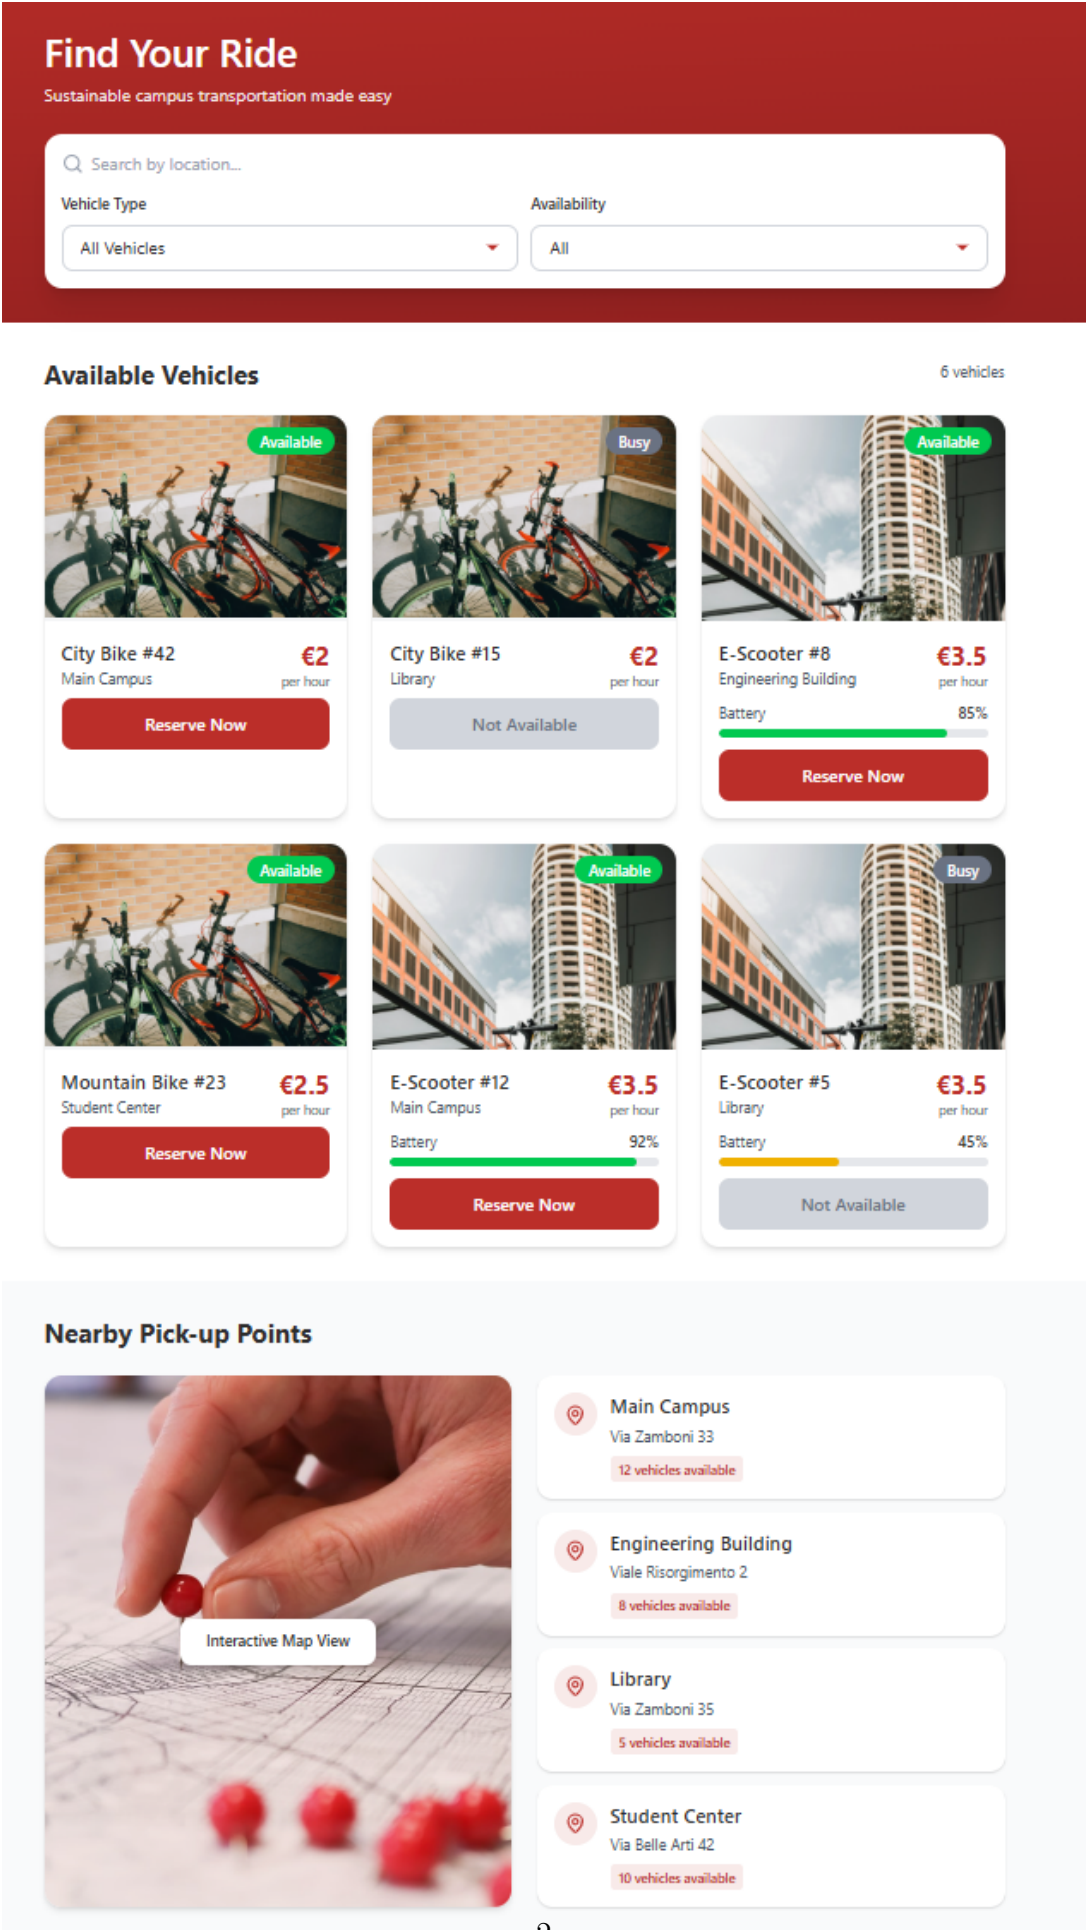 Find Your Ride
Sustainable campus transportation made easy
Search by location...
Vehicle Type
Availability
All Vehicles
All
Available Vehicles
6 vehicles
Available
City Bike #42
€2
Main Campus
per hour
Reserve Now
Busy
City Bike #15
€2
Library
per hour
Not Available
Available
E-Scooter #8
€3.5
Engineering Building
per hour
Battery
85%
Reserve Now
Available
Mountain Bike #23
€2.5
Student Center
per hour
Reserve Now
Available
E-Scooter #12
€3.5
Main Campus
per hour
Battery
92%
Reserve Now
Busy
E-Scooter #5
€3.5
Library
per hour
Battery
45%
Not Available
Nearby Pick-up Points
Interactive Map View
Main Campus
Via Zamboni 33
12 vehicles available
Engineering Building
Viale Risorgimento 2
8 vehicles available
Library
Via Zamboni 35
5 vehicles available
Student Center
Via Belle Arti 42
10 vehicles available